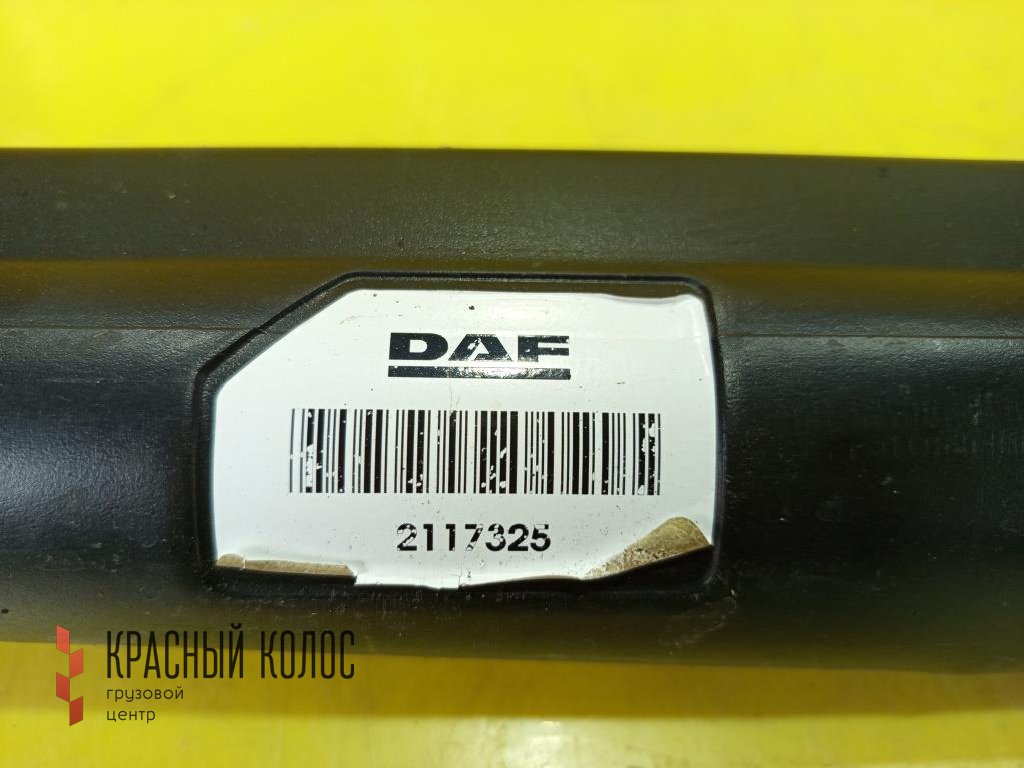 DAF
2117325
КРАСНЫЙ КОЛОС
грузовой
центр